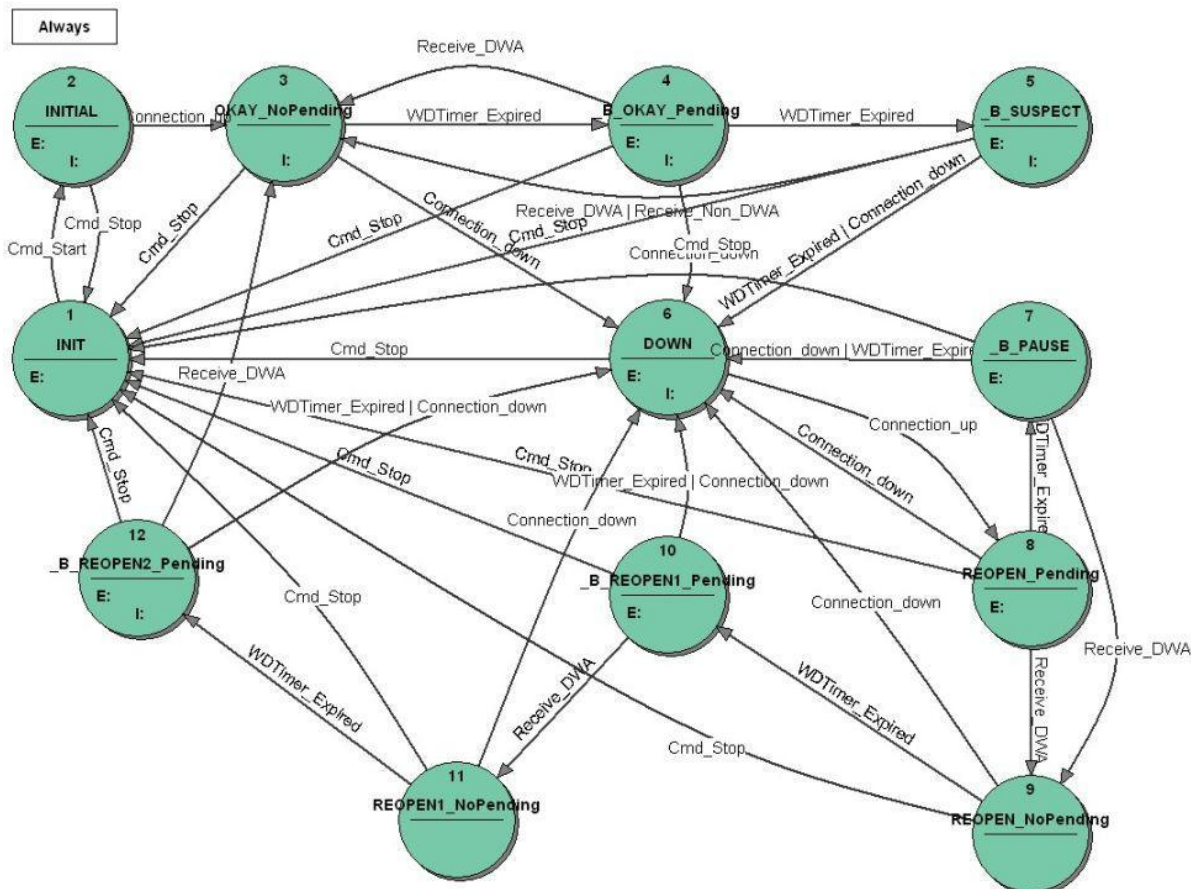 Always
2
INITIAL
E:
I:
3
OKAY_NoPending
I:
4
B_OKAY_Pending
E:
I:
5
_B_SUSPECT
E:
I:
Receive_DWA
Connection_up
WDTimer_Expired
WDTimer_Expired
Cmd_Start
Cmd_Stop
Cmd_Stop
Connection_down
Cmd_Stop
Receive_DWA | Receive_Non_DWA
Cmd_Stop
Cmd_Stop
Connection_down
WDTimer_Expired | Connection_down
1
INIT
E:
6
DOWN
E:
I:
7
_B_PAUSE
E:
Cmd_Stop
Connection_down | WDTimer_Expire
Receive_DWA
WDTimer_Expired | Connection_down
Connection_up
Cmd_Stop
Cmd_Stop
Cmd_Stop
WDTimer_Expired | Connection_down
Connection_down
DTimer_Expire
Connection_down
12
_B_REOPEN2_Pending
E:
I:
10
_B_REOPEN1_Pending
E:
8
REOPEN_Pending
E:
Cmd_Stop
Connection_down
Receive_DWA
Receive_DWA
WDTimer_Expired
Receive_DWA
WDTimer_Expired
Cmd_Stop
11
REOPEN1_NoPending
9
REOPEN_NoPending